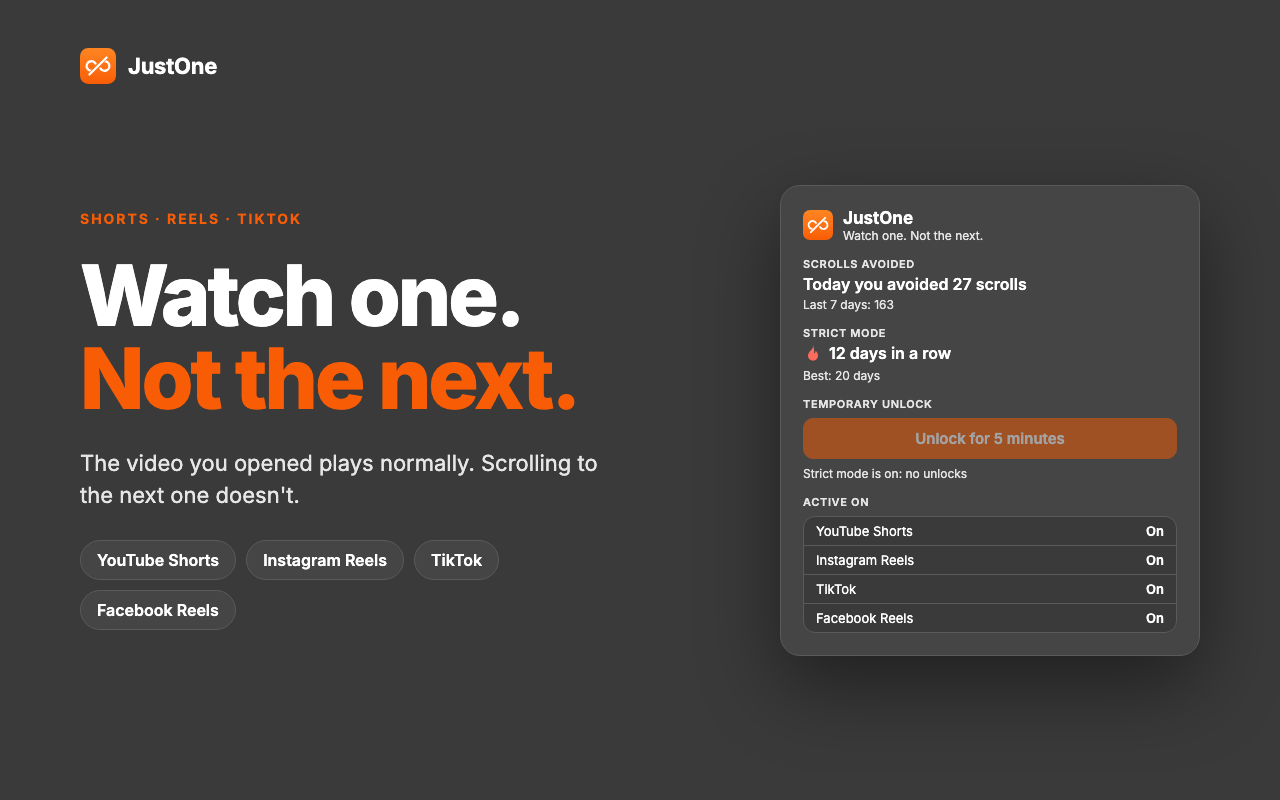 JustOne
SHORTS · REELS · TIKTOK
Watch one.
Not the next.
The video you opened plays normally. Scrolling to
the next one doesn't.
YouTube Shorts
Instagram Reels
TikTok
Facebook Reels
JustOne
Watch one. Not the next.
SCROLLS AVOIDED
Today you avoided 27 scrolls
Last 7 days: 163
STRICT MODE
12 days in a row
Best: 20 days
TEMPORARY UNLOCK
Unlock for 5 minutes
Strict mode is on: no unlocks
ACTIVE ON
YouTube Shorts On
Instagram Reels On
TikTok On
Facebook Reels On